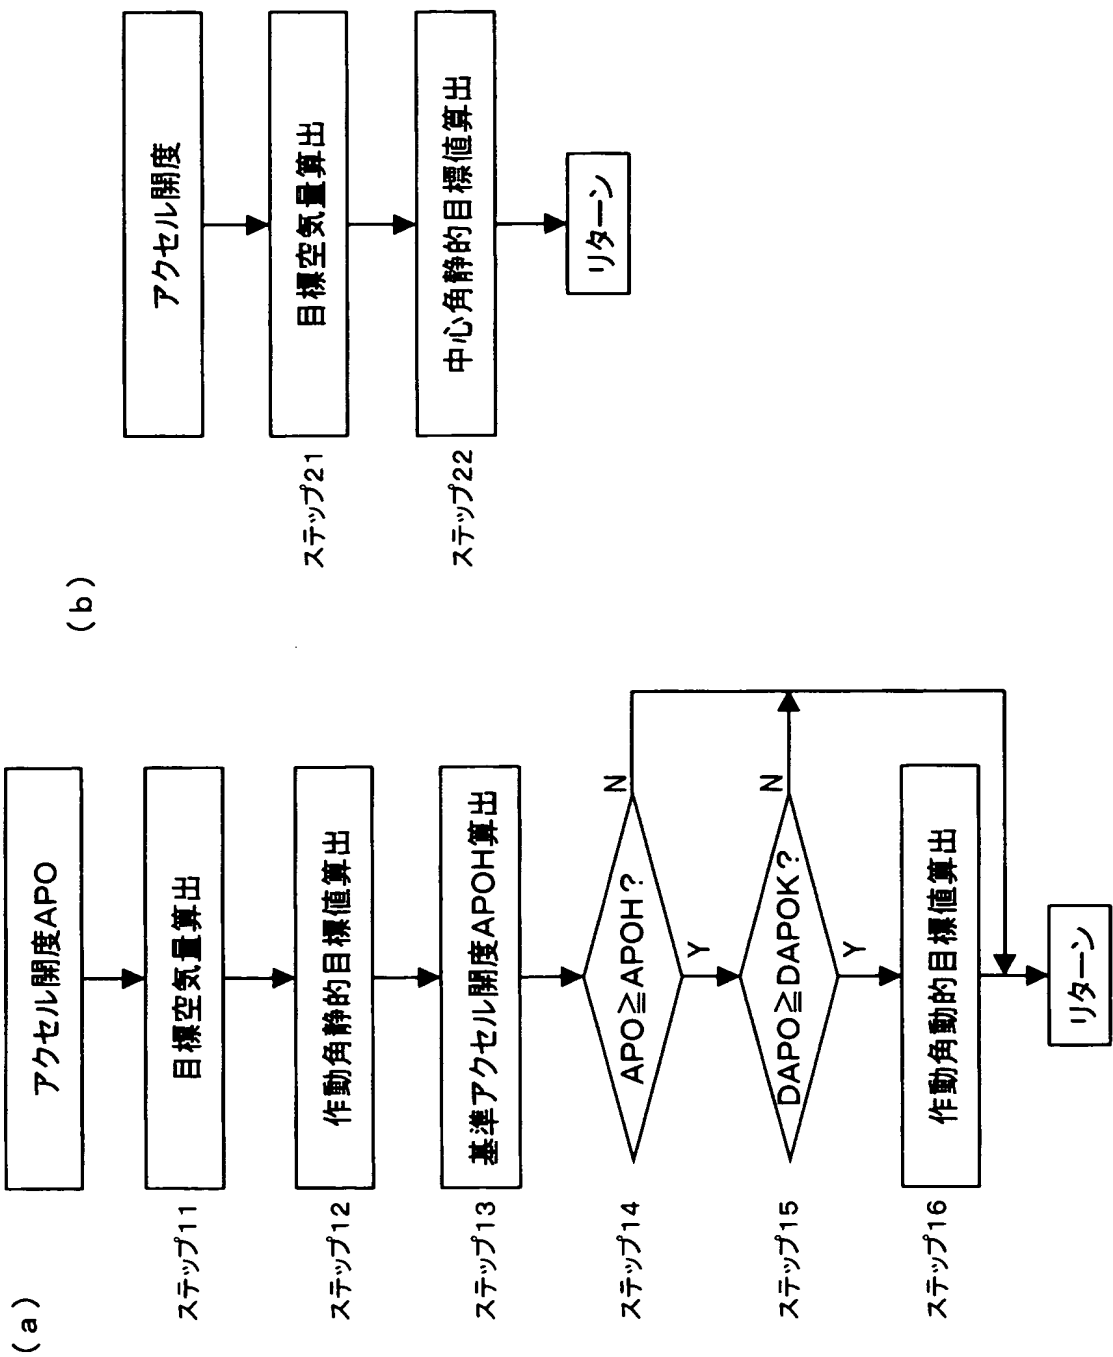 (a)
アクセル開度APO
ステップ11
目標空気量算出
ステップ12
作動角静的目標値算出
ステップ13
基準アクセル開度APOH算出
ステップ14
APO≧APOH?
N
Y
ステップ15
DAPO≧DAPOK?
N
Y
ステップ16
作動角動的目標値算出
リターン
(b)
アクセル開度
ステップ21
目標空気量算出
ステップ22
中心角静的目標値算出
リターン